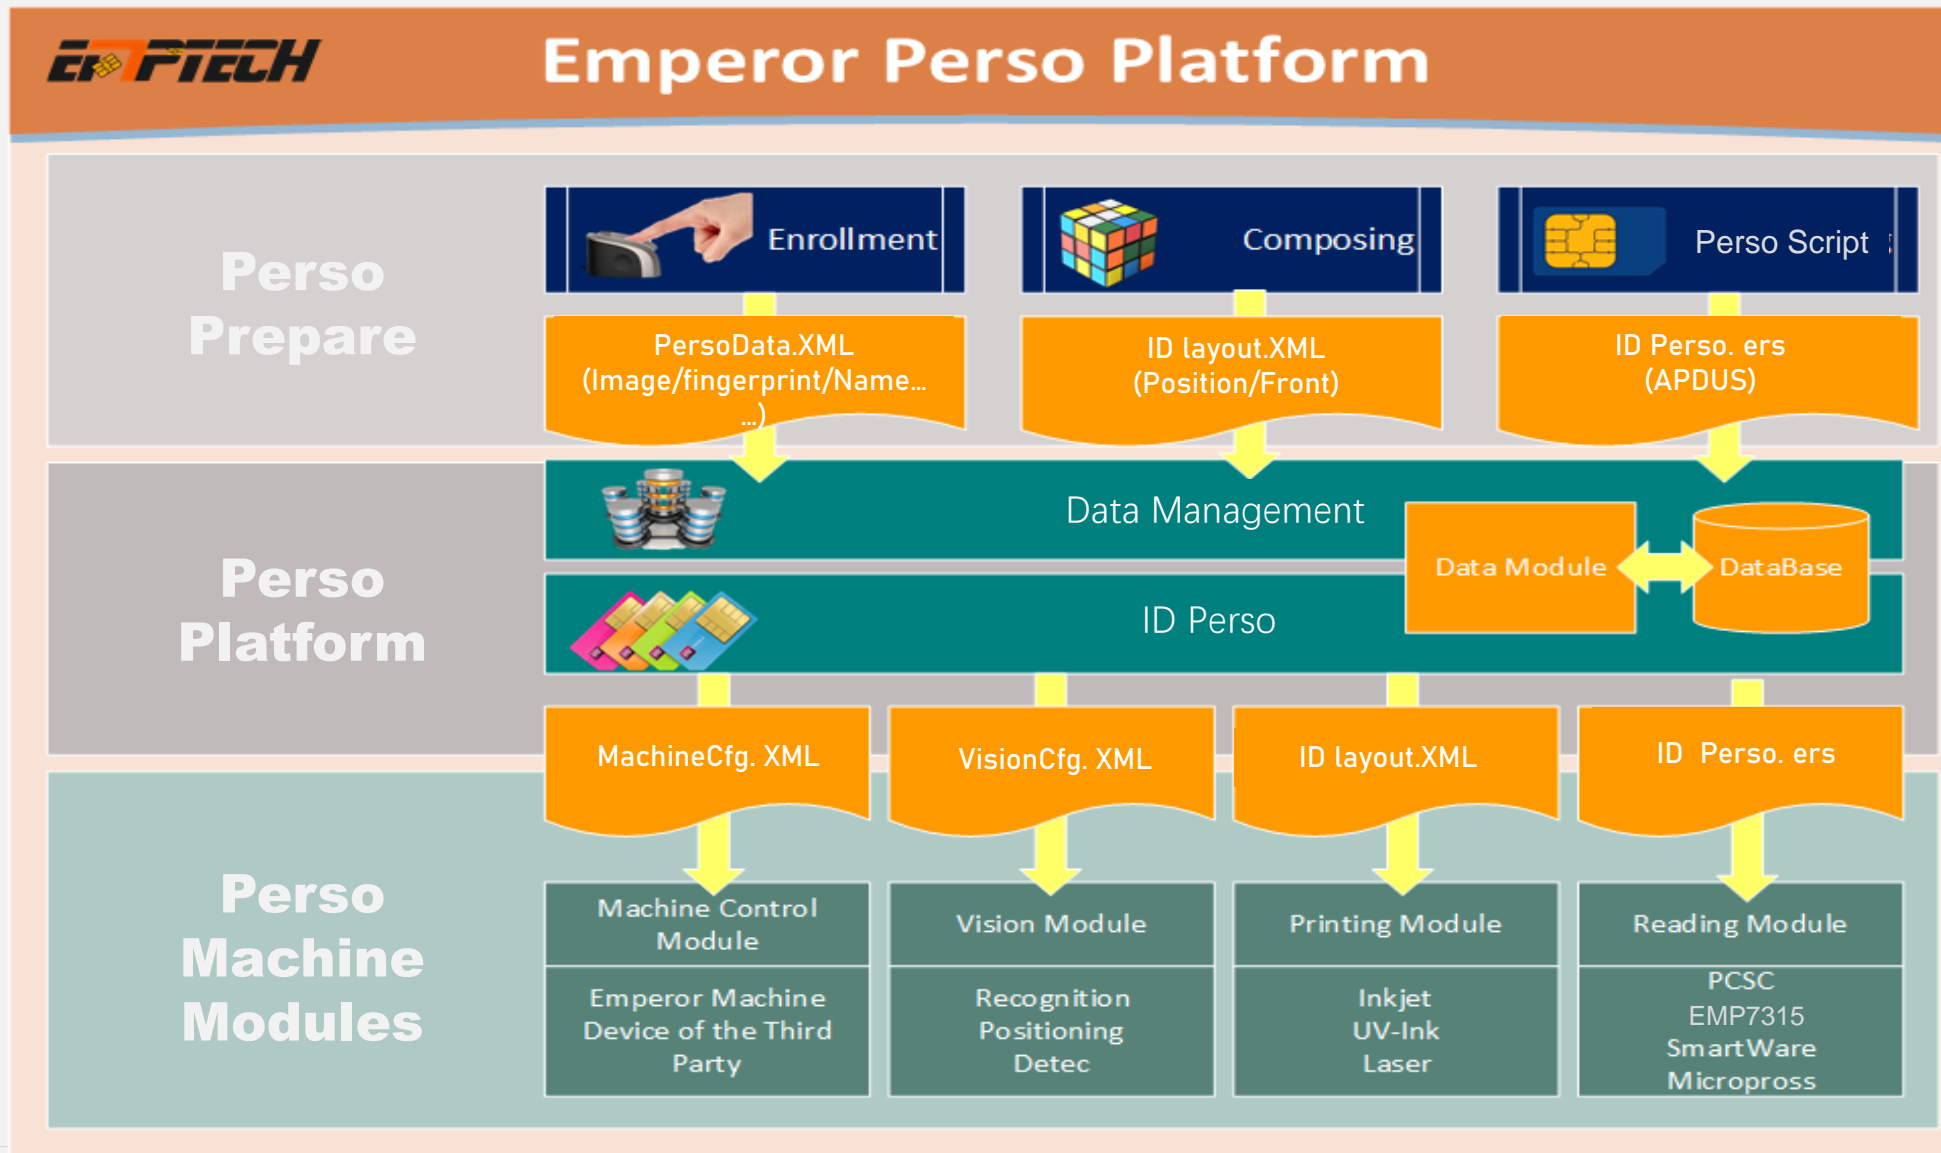 EMPTECH
Emperor Perso Platform
Perso
Prepare
Enrollment
Composing
Perso Script
PersoData.XML
(Image/fingerprint/Name...
...)
ID layout.XML
(Position/Front)
ID Perso. ers
(APDUS)
Perso
Platform
Data Management
Data Module
DataBase
ID Perso
MachineCfg. XML
VisionCfg. XML
ID layout.XML
ID Perso. ers
Perso
Machine
Modules
Machine Control
Module
Emperor Machine
Device of the Third
Party
Vision Module
Recognition
Positioning
Detec
Printing Module
Inkjet
UV-Ink
Laser
Reading Module
PCSC
EMP7315
SmartWare
Micropross